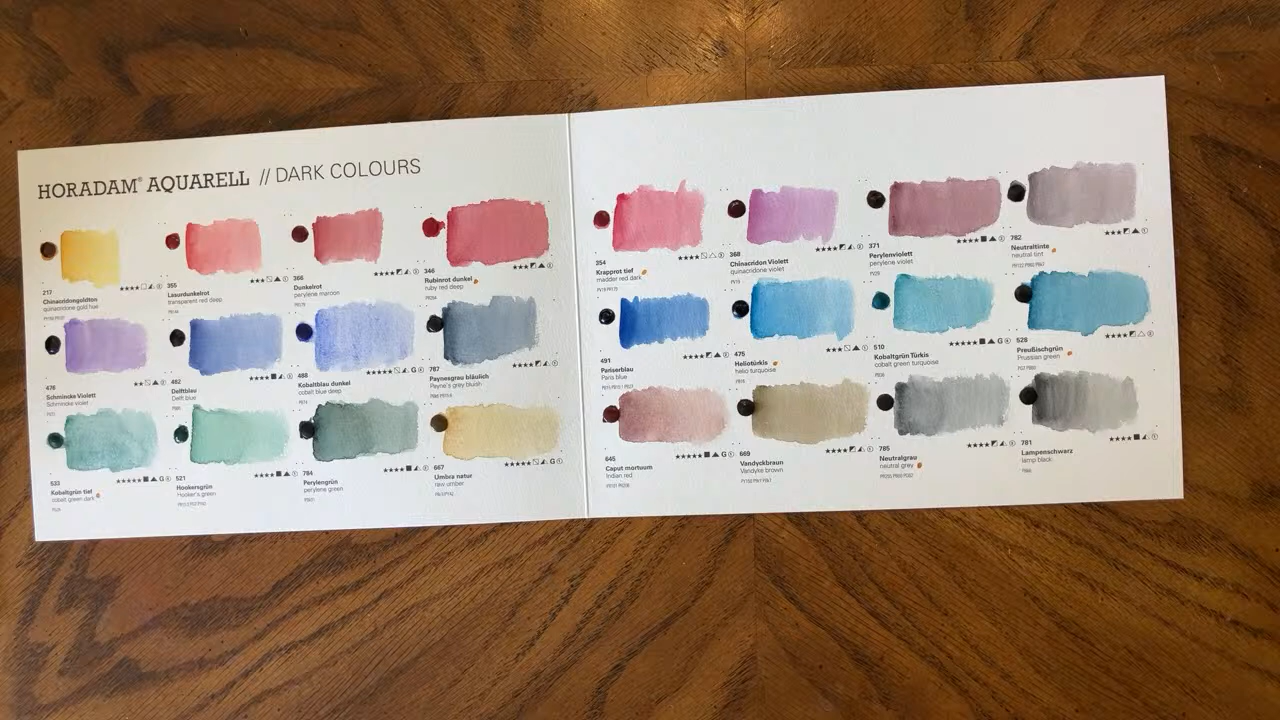 HORADAM® AQUARELL // DARK COLOURS
217
Chinacridongoldton
quinacridone gold hue
355
Lasurdunkelrot
transparent red deep
366
Dunkelrot
perylene maroon
346
Rubinrot dunkel
ruby red deep
354
Krapprot tief
madder red dark
368
Chinacridon Violett
quinacridone violet
371
Perylenviolett
perylene violet
782
Neutraltinte
neutral tint
476
Schmincke Violett
Schmincke violet
482
Delftblau
Delft blue
488
Kobaltblau dunkel
cobalt blue deep
787
Paynesgrau bläulich
Payne's grey bluish
491
Pariserblau
Paris blue
475
Heliotürkis
helio turquoise
510
Kobaltgrün Türkis
cobalt green turquoise
528
Preußischgrün
Prussian green
533
Kobaltgrün tief
cobalt green dark
521
Hookersgrün
Hooker's green
784
Perylengrün
perylene green
667
Umbra natur
raw umber
645
Caput mortuum
Indian red
669
Vandyckbraun
Vandyke brown
785
Neutralgrau
neutral grey
781
Lampenschwarz
lamp black